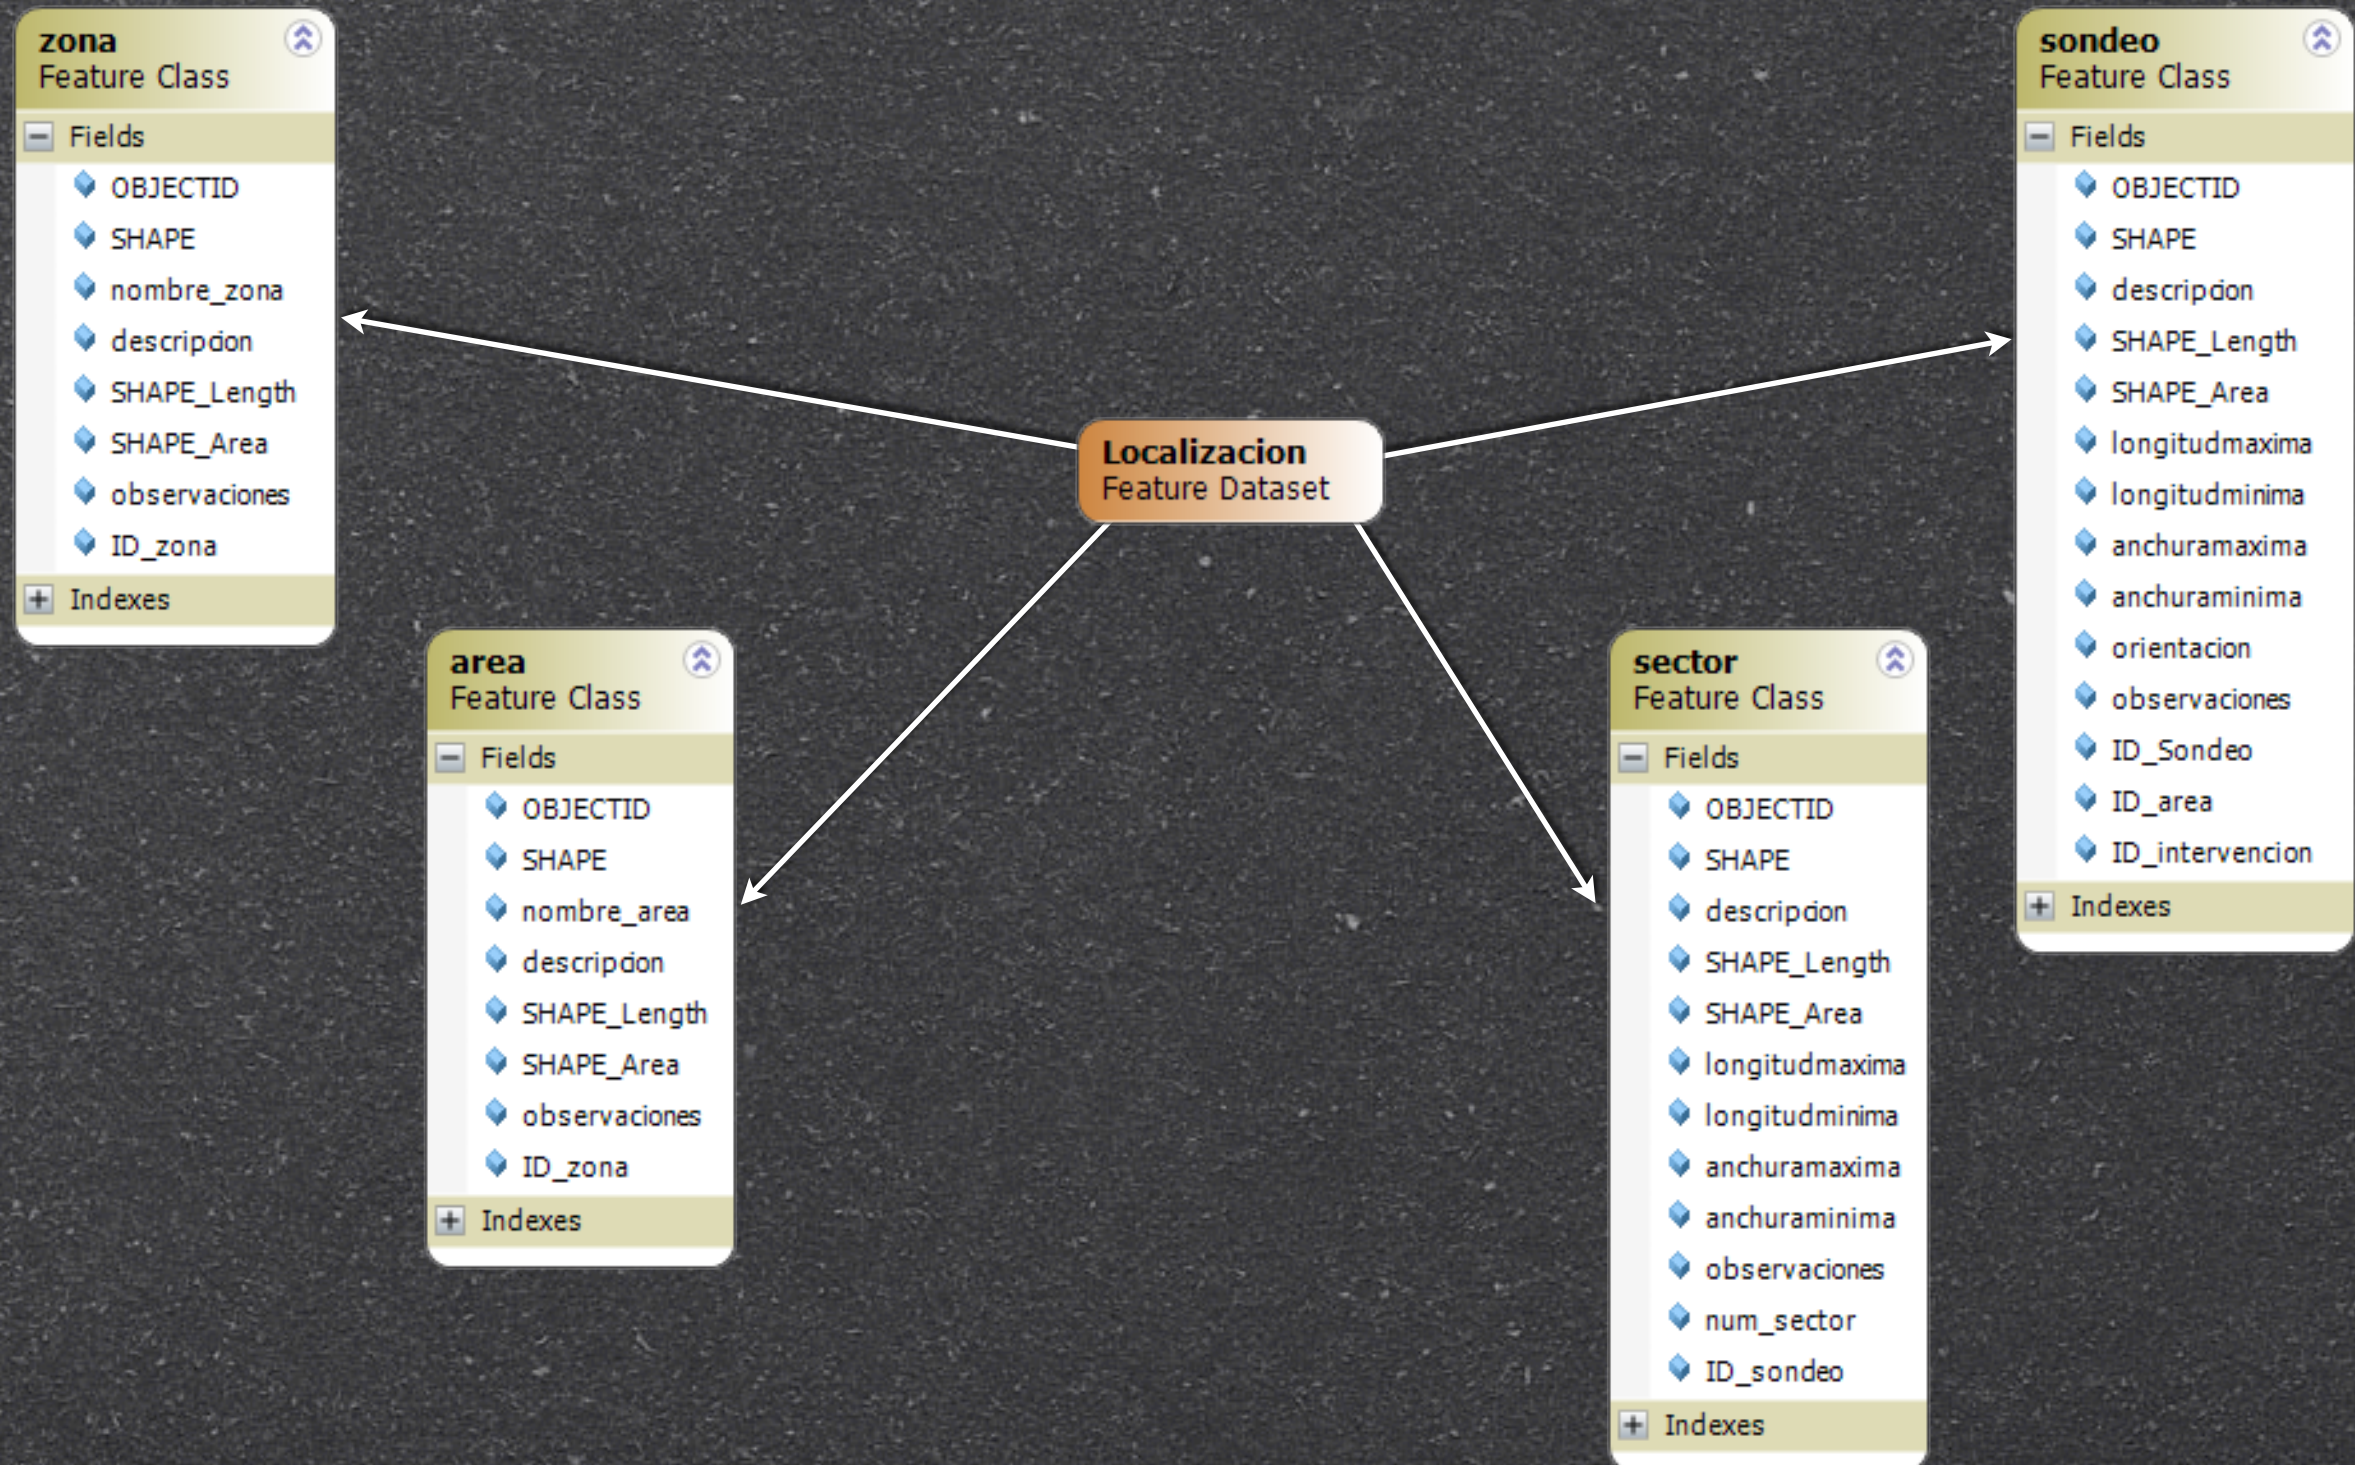 zona
Feature Class
Fields
OBJECTID
SHAPE
nombre_zona
descripcion
SHAPE_Length
SHAPE_Area
observaciones
ID_zona
Indexes
area
Feature Class
Fields
OBJECTID
SHAPE
nombre_area
descripcion
SHAPE_Length
SHAPE_Area
observaciones
ID_zona
Indexes
Localizacion
Feature Dataset
sector
Feature Class
Fields
OBJECTID
SHAPE
descripcion
SHAPE_Length
SHAPE_Area
longitudmaxima
longitudminima
anchuramaxima
anchuraminima
observaciones
num_sector
ID_sondeo
Indexes
sondeo
Feature Class
Fields
OBJECTID
SHAPE
descripcion
SHAPE_Length
SHAPE_Area
longitudmaxima
longitudminima
anchuramaxima
anchuraminima
orientacion
observaciones
ID_Sondeo
ID_area
ID_intervencion
Indexes